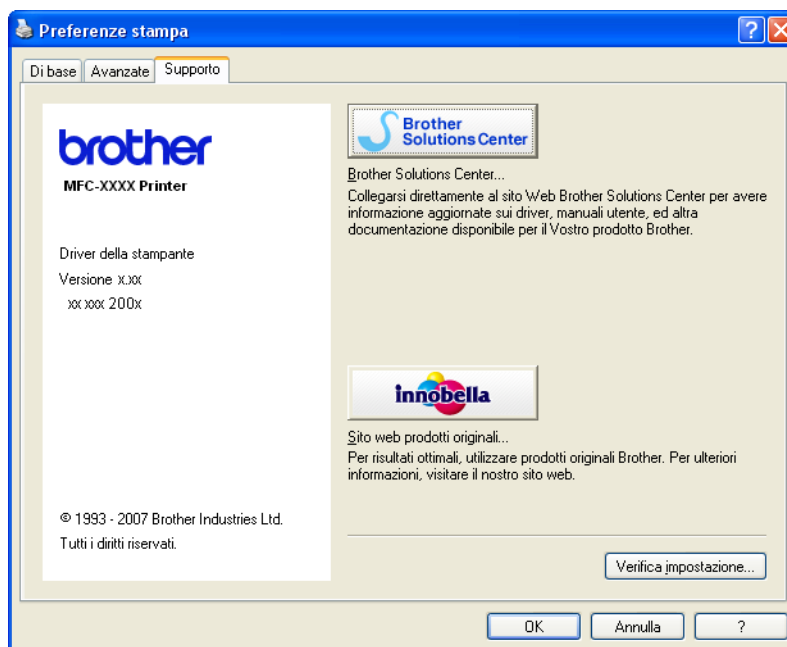 Preferenze stampa
?
Di base Avanzate Supporto
brother
MFC-XXXX Printer
Driver della stampante
Versione x.xx
xx xxx 200x
© 1993 - 2007 Brother Industries Ltd.
Tutti i diritti riservati.
Brother
Solutions Center
Brother Solutions Center...
Collegarsi direttamente al sito Web Brother Solutions Center per avere
informazione aggiornate sui driver, manuali utente, ed altra
documentazione disponibile per il Vostro prodotto Brother.
innobella
Sito web prodotti originali...
Per risultati ottimali, utilizzare prodotti originali Brother. Per ulteriori
informazioni, visitare il nostro sito web.
Verifica impostazione...
OK Annulla ?